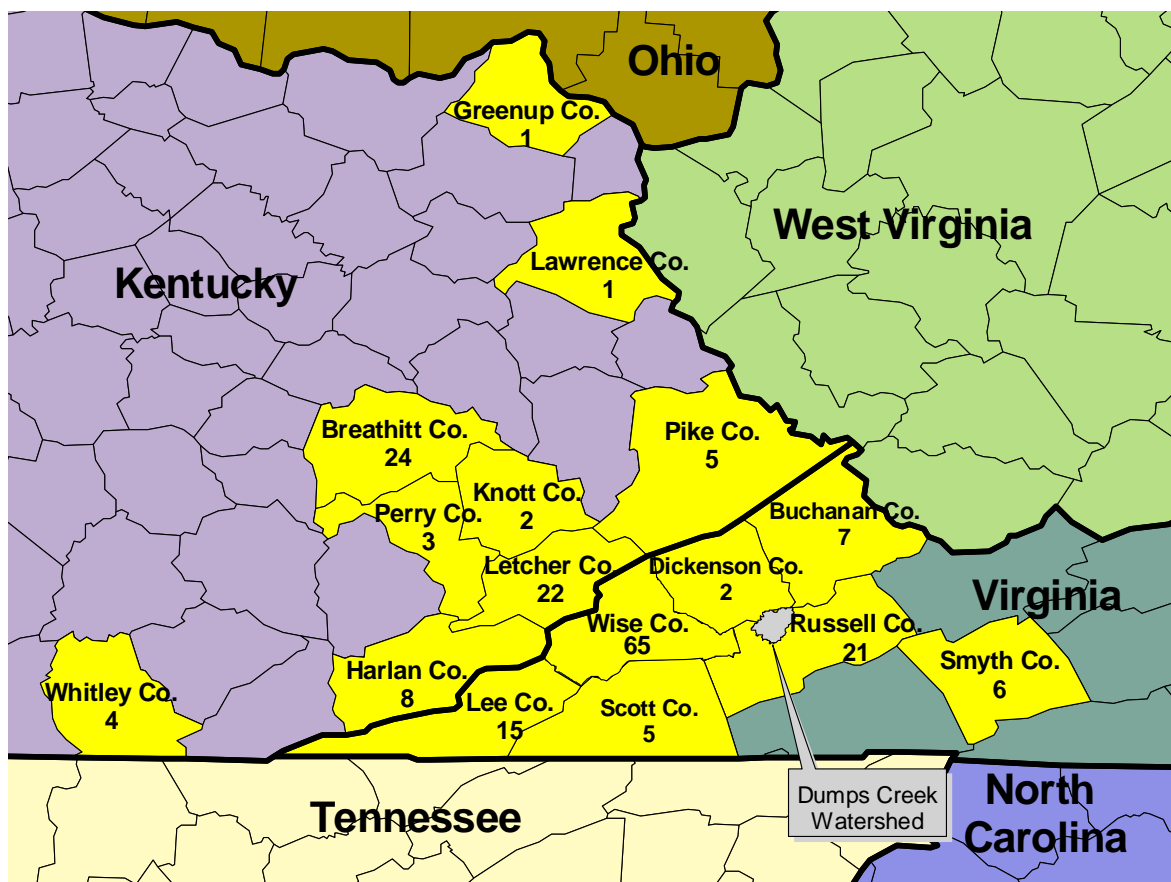 Ohio
Greenup Co.
1
West Virginia
Lawrence Co.
1
Kentucky
Breathitt Co.
24
Pike Co.
5
Knott Co.
2
Perry Co.
3
Buchanan Co.
7
Letcher Co.
22
Dickenson Co.
2
Virginia
Wise Co.
65
Russell Co.
21
Smyth Co.
6
Harlan Co.
8
Whitley Co.
4
Lee Co.
15
Scott Co.
5
Dumps Creek
Watershed
Tennessee
North
Carolina